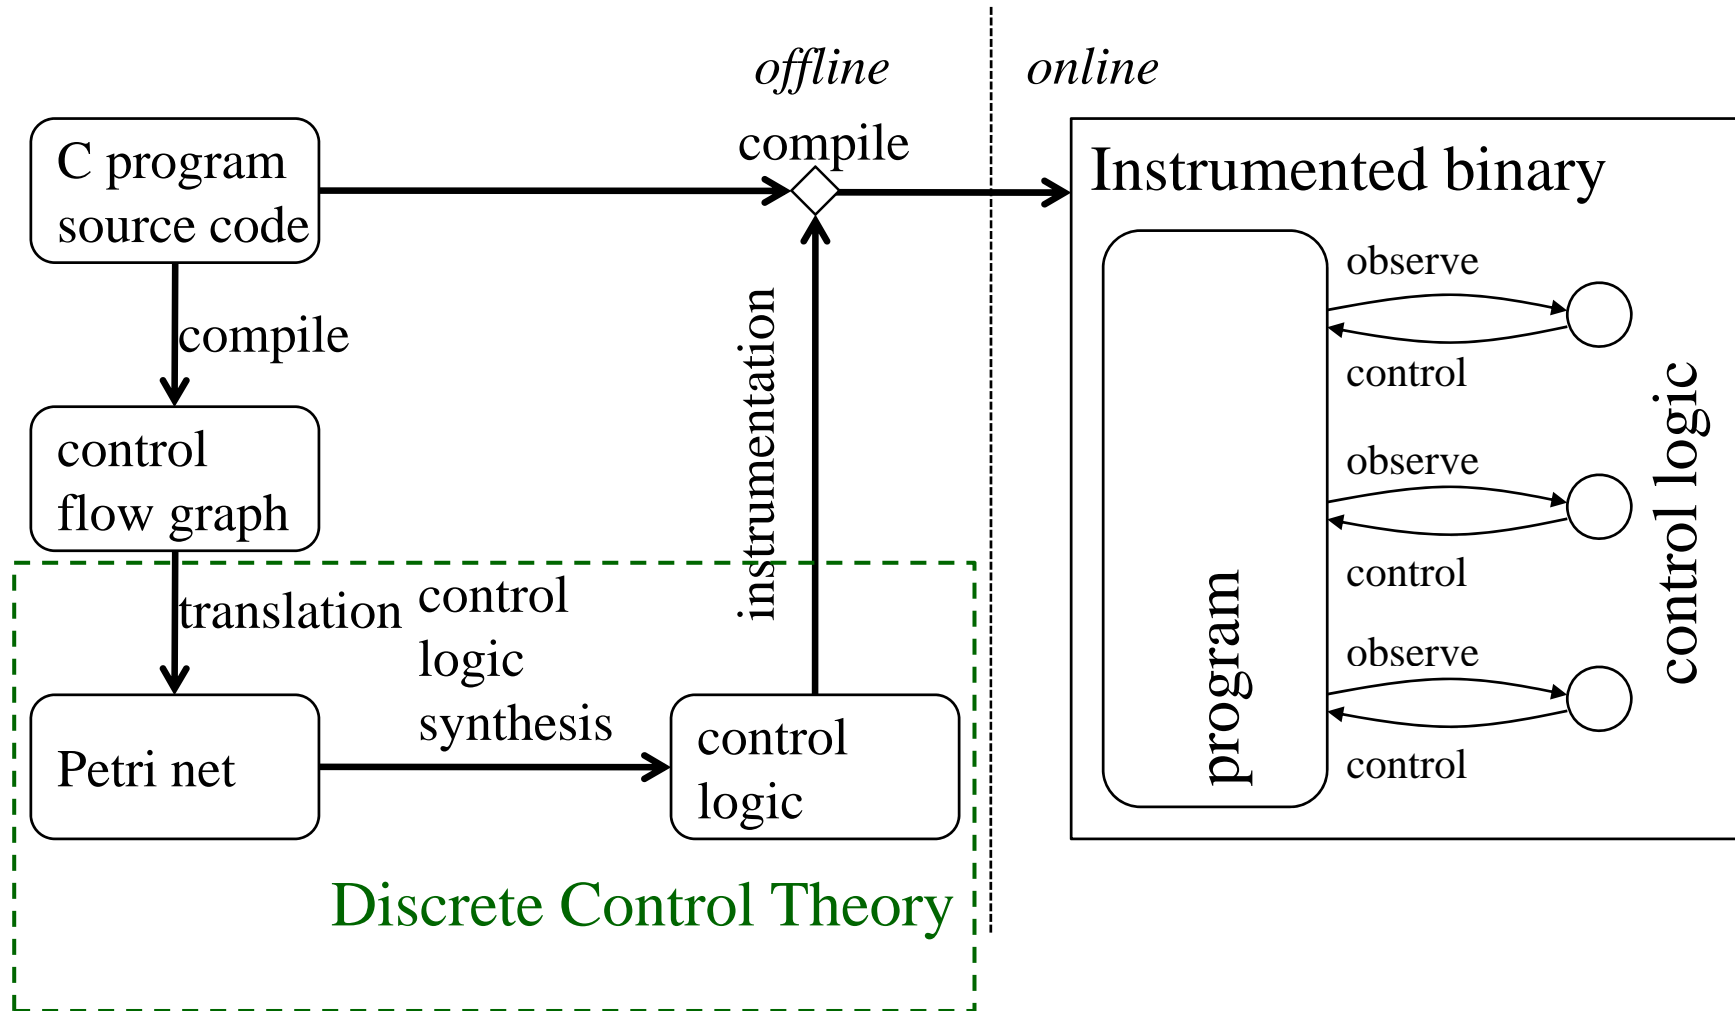 offline
online
C program
source code
compile
Instrumented binary
compile
control
flow graph
instrumentation
translation
control
logic
synthesis
Petri net
control
logic
Discrete Control Theory
program
observe
control
observe
control
observe
control
control logic